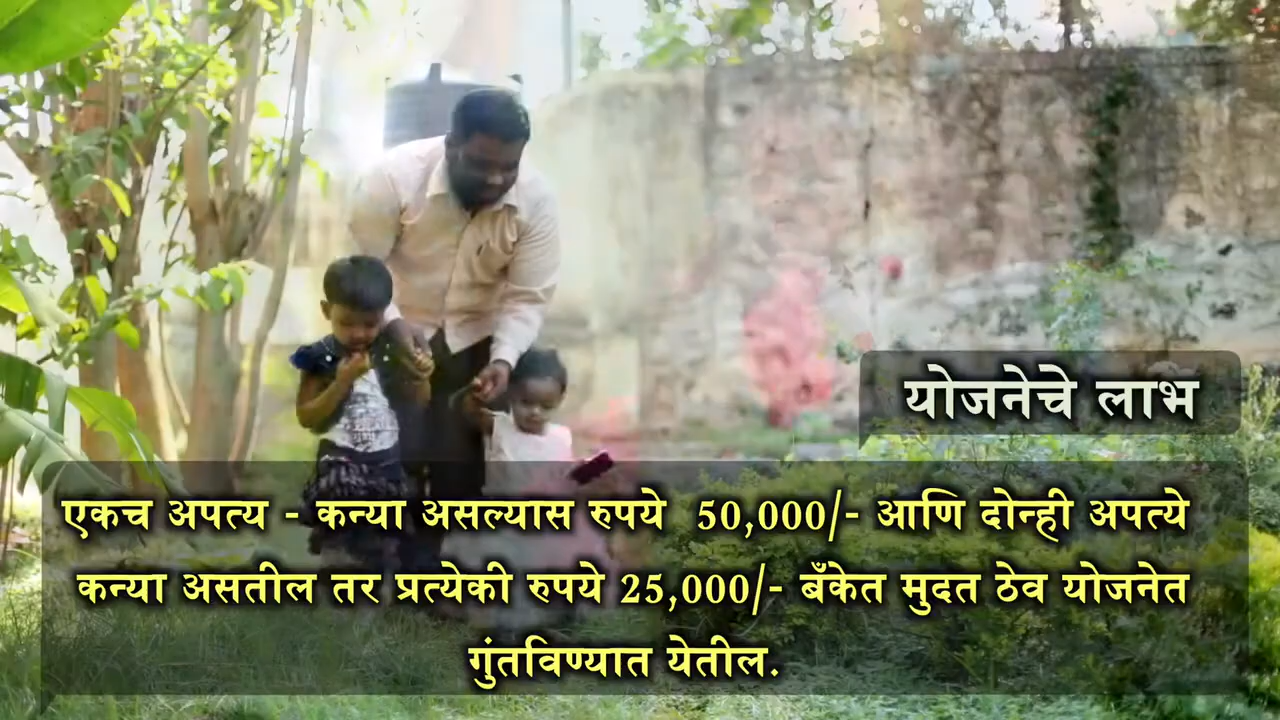 योजनेचे लाभ
एकच अपत्य - कन्या असल्यास रुपये 50,000/- आणि दोन्ही अपत्ये
कन्या असतील तर प्रत्येकी रुपये 25,000/- बँकेत मुदत ठेव योजनेत
गुंतविण्यात येतील.